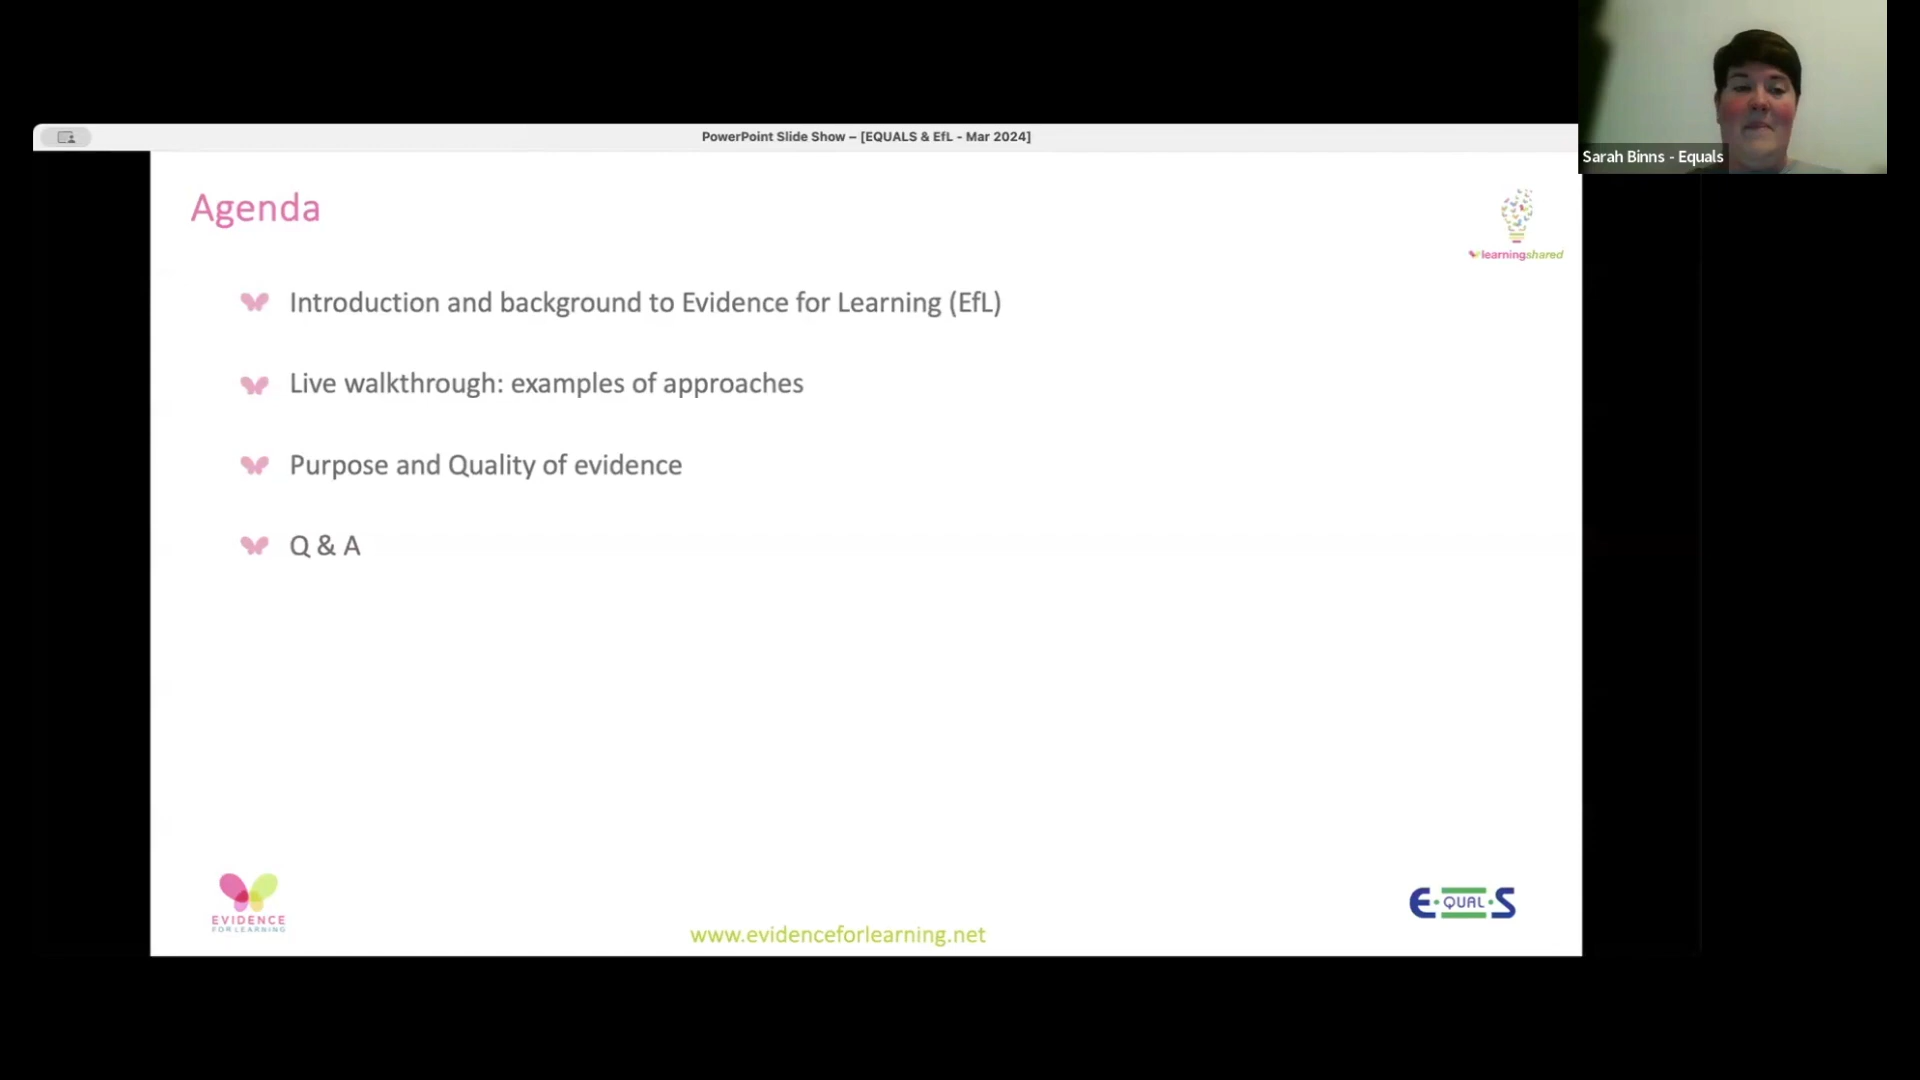 PowerPoint Slide Show – [EQUALS & EfL - Mar 2024]
Sarah Binns - Equals
Agenda
learningshared
Introduction and background to Evidence for Learning (EfL)
Live walkthrough: examples of approaches
Purpose and Quality of evidence
Q & A
EVIDENCE
FOR LEARNING
www.evidenceforlearning.net
E·QUAL·S